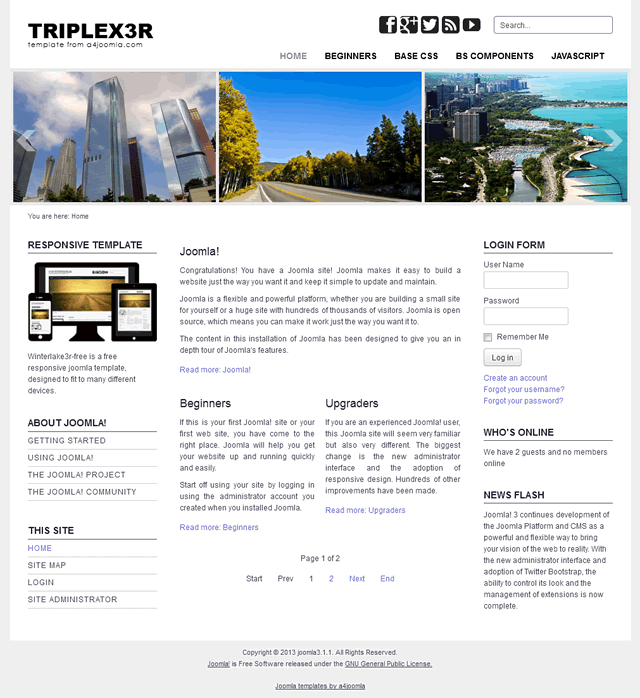 TRIPLEX3R
template from a4joomla.com
Search...
HOME BEGINNERS BASE CSS BS COMPONENTS JAVASCRIPT
You are here: Home
RESPONSIVE TEMPLATE
Winterlake3r-free is a free
responsive joomla template,
designed to fit to many different
devices.
ABOUT JOOMLA!
GETTING STARTED
USING JOOMLA!
THE JOOMLA! PROJECT
THE JOOMLA! COMMUNITY
THIS SITE
HOME
SITE MAP
LOGIN
SITE ADMINISTRATOR
Joomla!
Congratulations! You have a Joomla site! Joomla makes it easy to build a
website just the way you want it and keep it simple to update and maintain.
Joomla is a flexible and powerful platform, whether you are building a small site
for yourself or a huge site with hundreds of thousands of visitors. Joomla is open
source, which means you can make it work just the way you want it to.
The content in this installation of Joomla has been designed to give you an in
depth tour of Joomla's features.
Read more: Joomla!
Beginners
If this is your first Joomla! site or your
first web site, you have come to the
right place. Joomla will help you get
your website up and running quickly
and easily.
Start off using your site by logging in
using the administrator account you
created when you installed Joomla.
Read more: Beginners
Upgraders
If you are an experienced Joomla! user,
this Joomla site will seem very familiar
but also very different. The biggest
change is the new administrator
interface and the adoption of
responsive design. Hundreds of other
improvements have been made.
Read more: Upgraders
Page 1 of 2
Start Prev 1 2 Next End
LOGIN FORM
User Name
Password
Remember Me
Log in
Create an account
Forgot your username?
Forgot your password?
WHO'S ONLINE
We have 2 guests and no members
online
NEWS FLASH
Joomla! 3 continues development of
the Joomla Platform and CMS as a
powerful and flexible way to bring
your vision of the web to reality. With
the new administrator interface and
adoption of Twitter Bootstrap, the
ability to control its look and the
management of extensions is now
complete.
Copyright © 2013 joomla3.1.1. All Rights Reserved.
Joomla! is Free Software released under the GNU General Public License.
Joomla templates by a4joomla